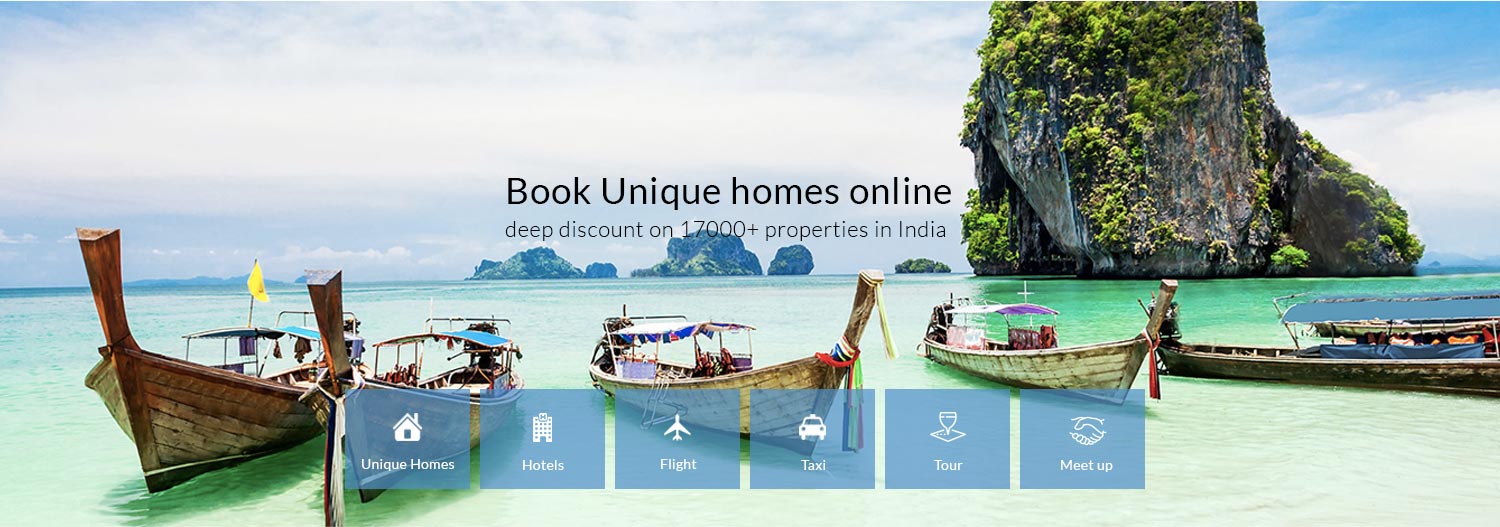 Book Unique homes online
deep discount on 17000+ properties in India
Unique Homes
Hotels
Flight
Taxi
Tour
Meet up